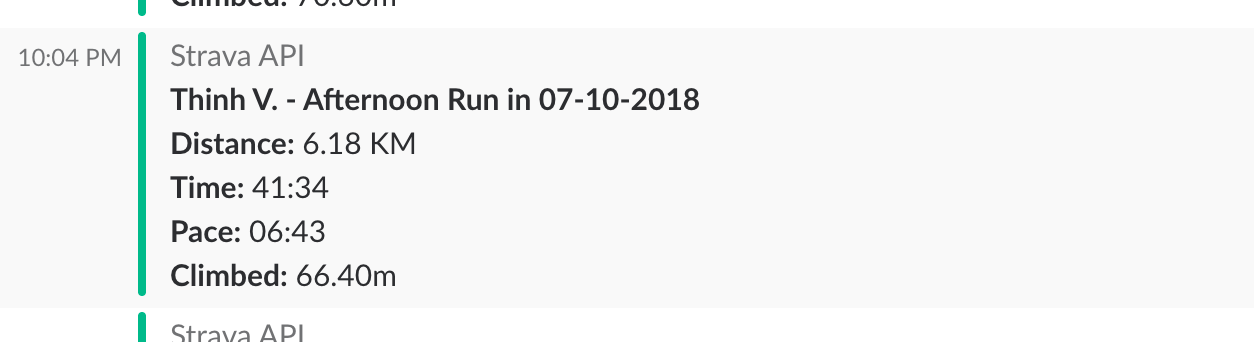 Climbed:
10:04 PM
Strava API
Thinh V. - Afternoon Run in 07-10-2018
Distance: 6.18 KM
Time: 41:34
Pace: 06:43
Climbed: 66.40m
Strava API